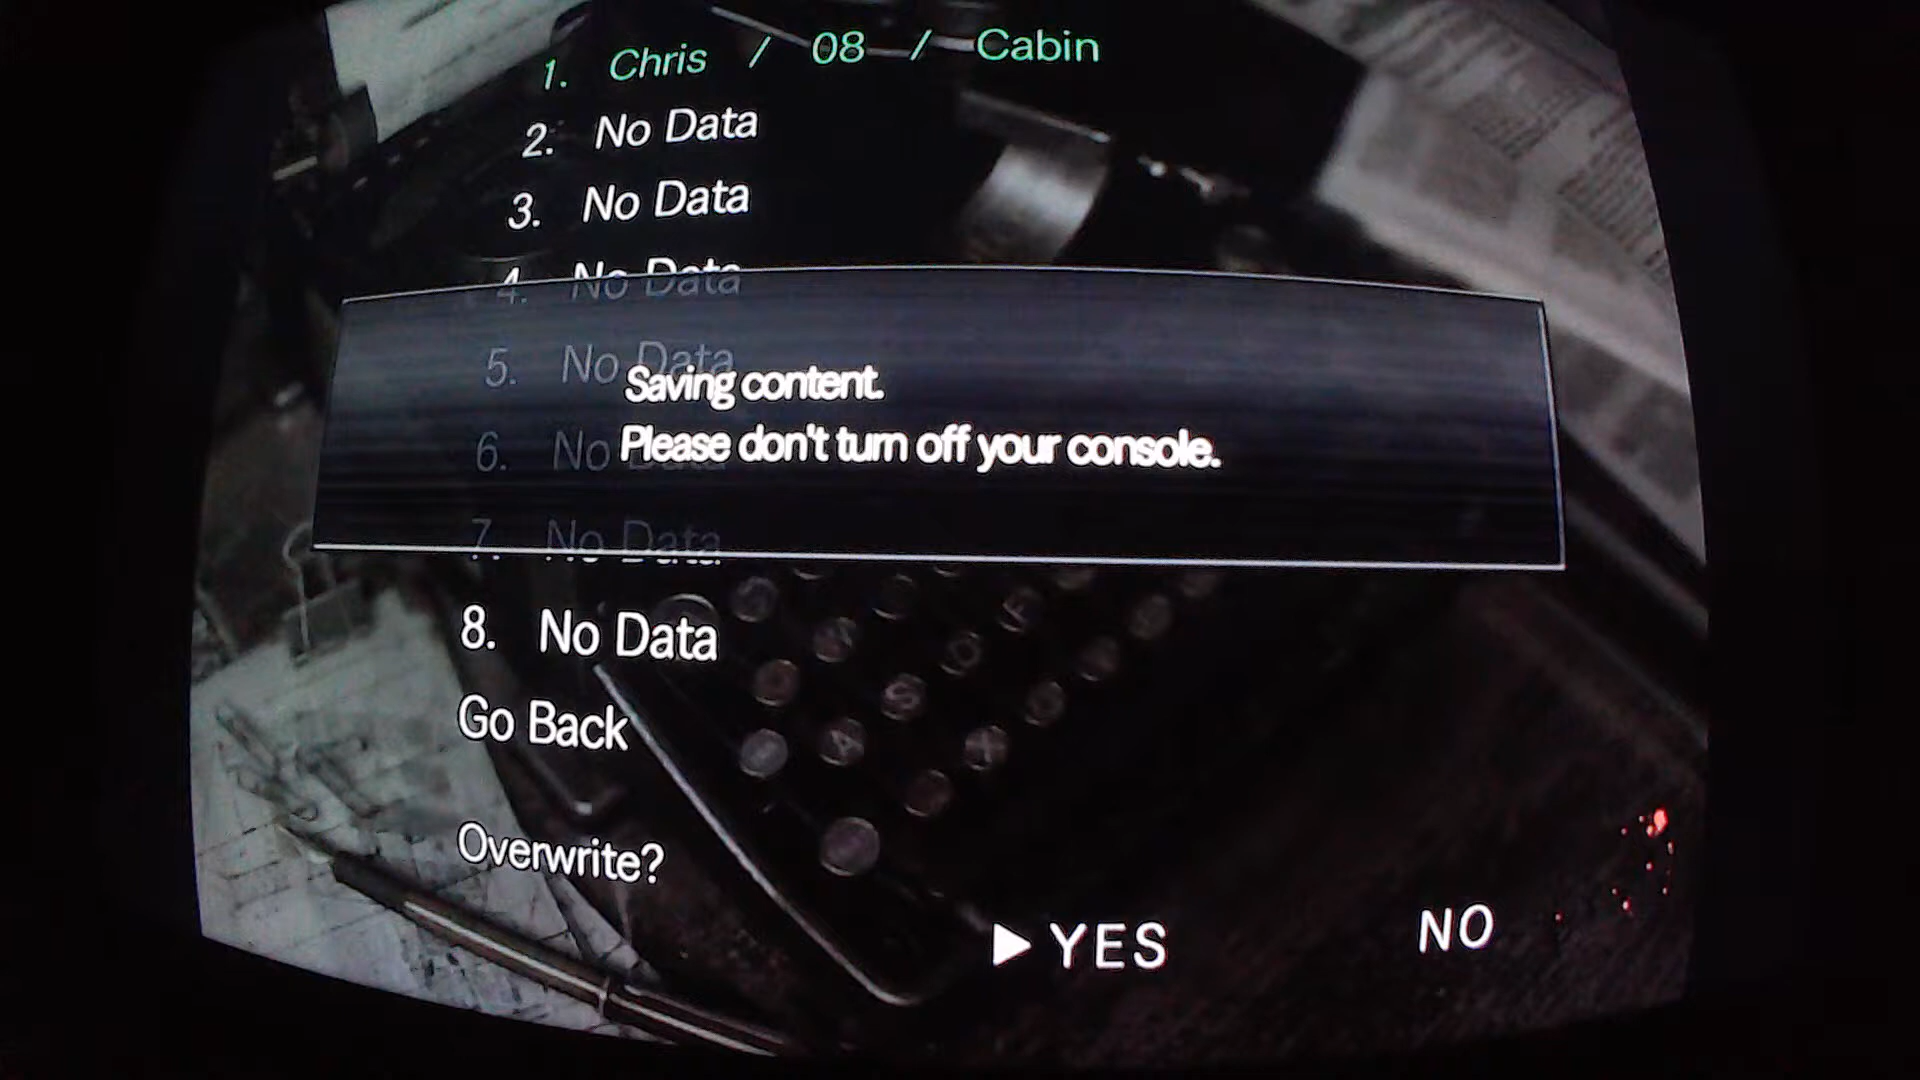 1. Chris / 08 / Cabin
2. No Data
3. No Data
4. No Data
5. No Data
Saving content.
6. No
Please don't turn off your console.
7. No Data
8. No Data
Go Back
Overwrite?
YES NO